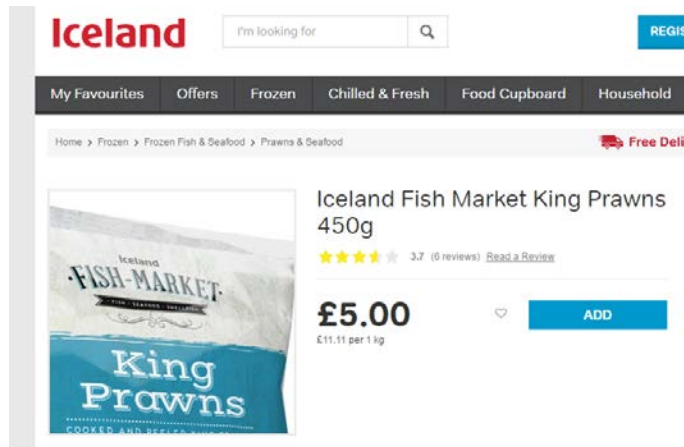 Iceland
I'm looking for
REGIS
My Favourites Offers Frozen Chilled & Fresh Food Cupboard Household
Home > Frozen > Frozen Fish & Seafood > Prawns & Seafood
Free Deli
Iceland Fish Market King Prawns
450g
3.7 (6 reviews) Read a Review
£5.00
ADD
£11.11 per 1 kg
Iceland
FISH-MARKET
FISH - SEAFOOD - SHELLFISH
King
Prawns
COOKED AND PEELED KING